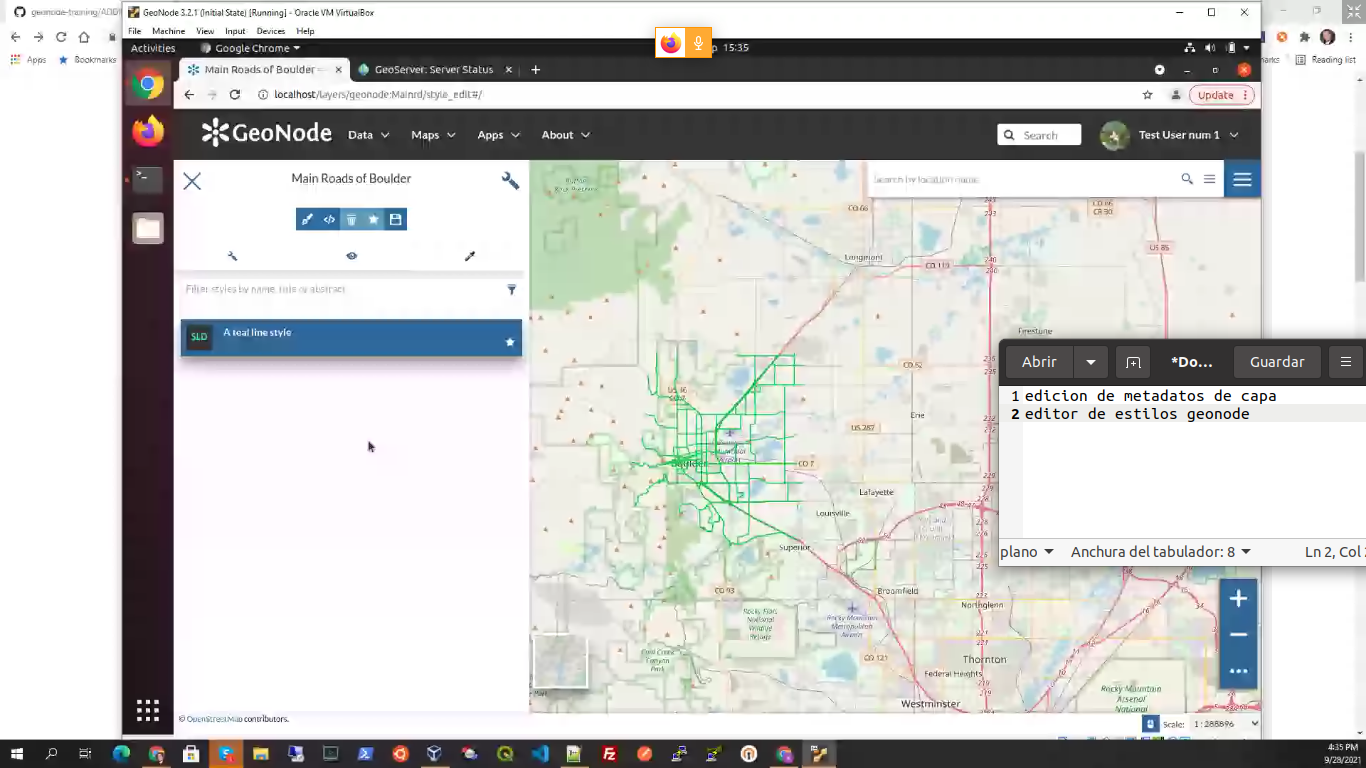 GeoNode 3.2.1 (Initial State) [Running] - Oracle VM VirtualBox
File Machine View Input Devices Help
Activities Google Chrome 15:35
Apps Bookmarks Reading list
Main Roads of Boulder
GeoServer: Server Status
localhost/layers/geonode:Mainrd/style_edit#/
Update
GeoNode Data Maps Apps About Search Test User num 1
Main Roads of Boulder
Search by location name
Filter styles by name, title or abstract
SLD A teal line style
CO 66
CO 66
CR 30
US 85
Longmont
CO 119
Firestone
CO 52
Erie
US 287
Boulder
CO 7
Lafayette
Louisville
Superior
CO 93
Broomfield
Northglenn
Rocky Flats
National
Wildlife
Refuge
Rocky Mountain
Metropolitan
Airport
CO 121
Thornton
Federal Heights
Westminster
Rocky Mountain
Arsenal
National
Abrir *Do... Guardar
1 edicion de metadatos de capa
2 editor de estilos geonode
plano Anchura del tabulador: 8 Ln 2, Col
© OpenStreetMap contributors.
Scale: 1 : 288896
4:35 PM
9/28/2021